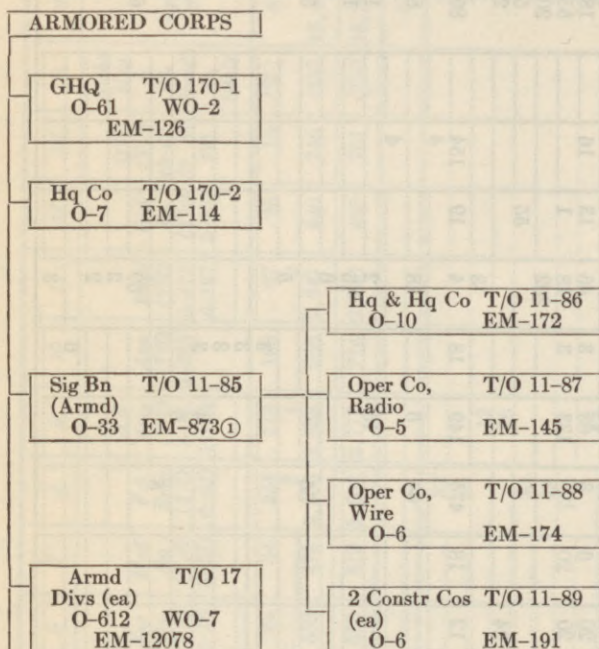 ARMORED CORPS
GHQ T/O 170–1
O–61 WO–2
EM–126
Hq Co T/O 170–2
O–7 EM–114
Sig Bn T/O 11–85
(Armd)
O–33 EM–873①
Armd T/O 17
Divs (ea)
O–612 WO–7
EM–12078
Hq & Hq Co T/O 11–86
O–10 EM–172
Oper Co, T/O 11–87
Radio
O–5 EM–145
Oper Co, T/O 11–88
Wire
O–6 EM–174
2 Constr Cos T/O 11–89
(ea)
O–6 EM–191